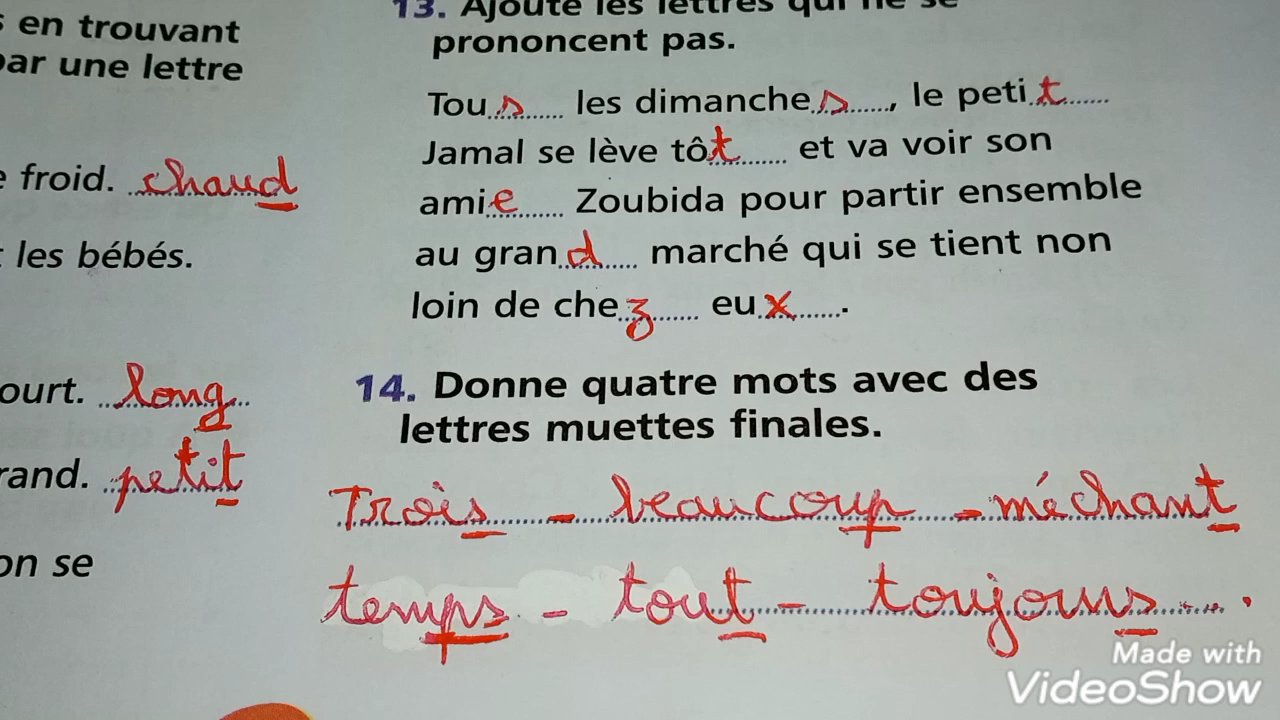 s en trouvant
par une lettre
e froid. chaud
t les bébés.
ourt. long
rand. petit
on se
13. Ajoute les lettres qui ne se
prononcent pas.
Tous les dimanches, le petit
Jamal se lève tôt et va voir son
amie Zoubida pour partir ensemble
au grand marché qui se tient non
loin de chez eux.
14. Donne quatre mots avec des
lettres muettes finales.
Trois - beaucoup - méchant
temps - tout - toujours .
Made with
VideoShow